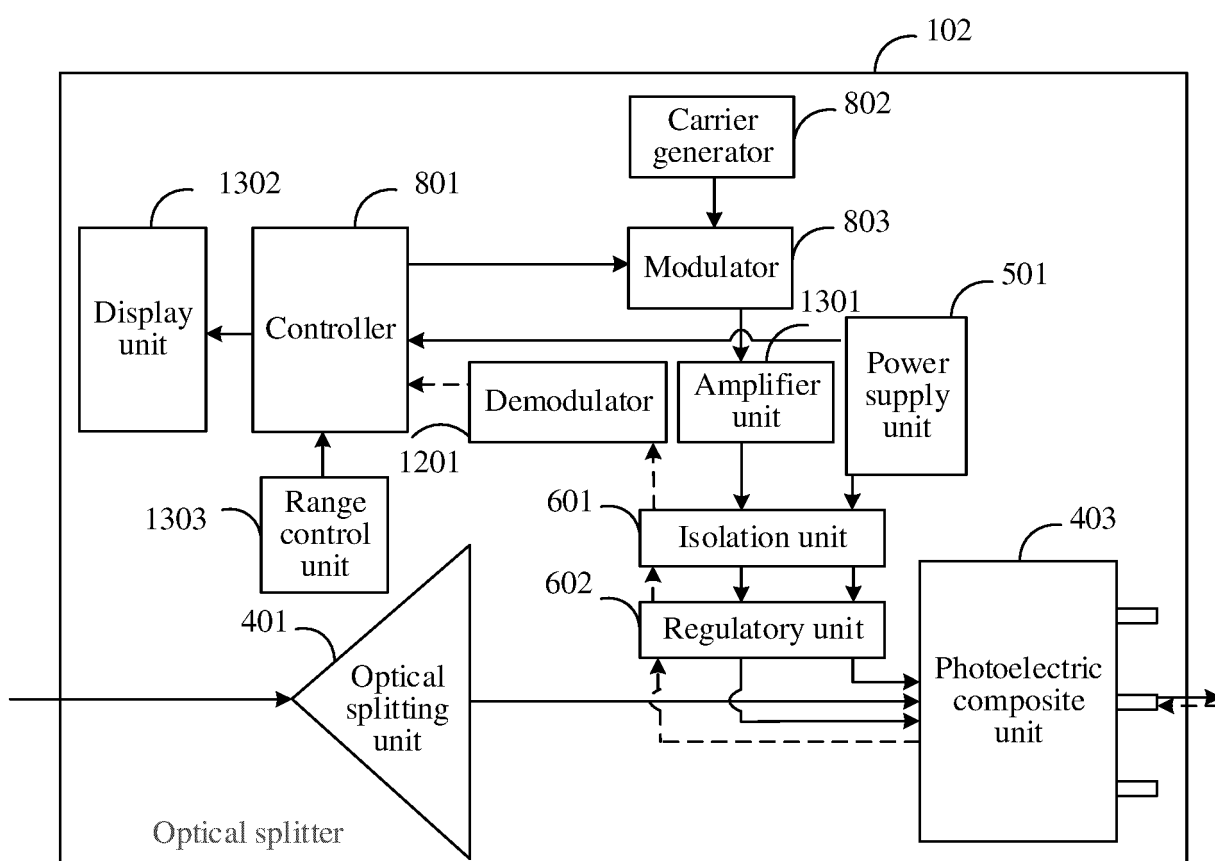 102
Carrier
generator
802
1302
801
803
Modulator
501
1301
Display
unit
Controller
Power
supply
unit
Demodulator
Amplifier
unit
1201
Range
control
unit
1303
601
Isolation unit
403
602
Regulatory unit
401
Optical
splitting
unit
Photoelectric
composite
unit
Optical splitter